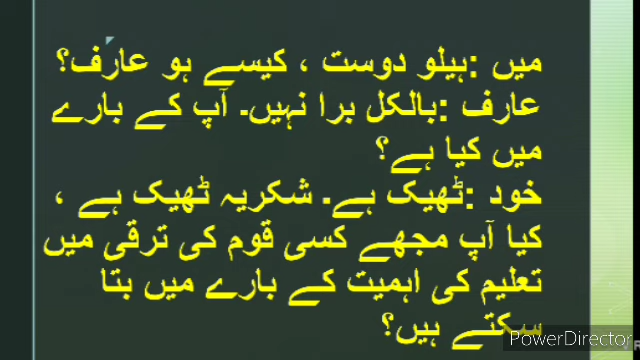 میں :ہیلو دوست ، کیسے ہو عارف؟
عارف :بالکل برا نہیں۔ آپ کے بارے
میں کیا ہے؟
خود :ٹھیک ہے۔ شکریہ ٹھیک ہے ،
کیا آپ مجھے کسی قوم کی ترقی میں
تعلیم کی اہمیت کے بارے میں بتا
سکتے ہیں؟
PowerDirector